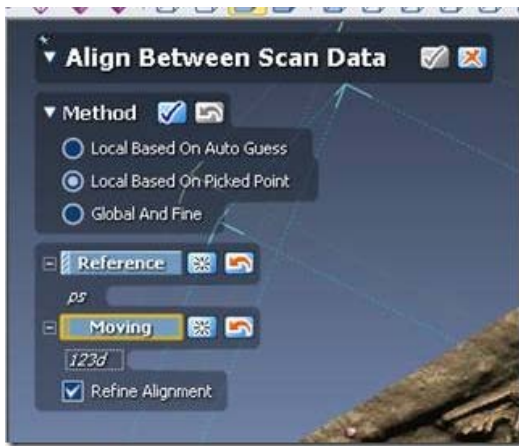 Align Between Scan Data
Method
Local Based On Auto Guess
Local Based On Picked Point
Global And Fine
Reference
ps
Moving
123d
Refine Alignment